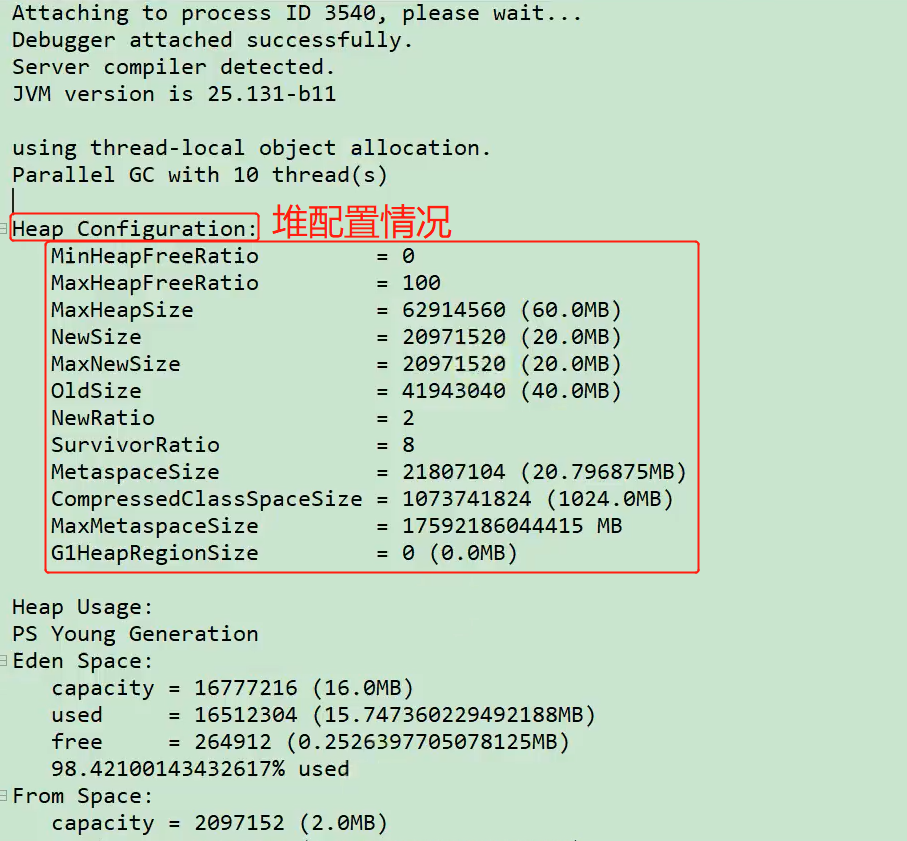 Attaching to process ID 3540, please wait...
Debugger attached successfully.
Server compiler detected.
JVM version is 25.131-b11
using thread-local object allocation.
Parallel GC with 10 thread(s)
Heap Configuration: 堆配置情况
MinHeapFreeRatio = 0
MaxHeapFreeRatio = 100
MaxHeapSize = 62914560 (60.0MB)
NewSize = 20971520 (20.0MB)
MaxNewSize = 20971520 (20.0MB)
OldSize = 41943040 (40.0MB)
NewRatio = 2
SurvivorRatio = 8
MetaspaceSize = 21807104 (20.796875MB)
CompressedClassSpaceSize = 1073741824 (1024.0MB)
MaxMetaspaceSize = 17592186044415 MB
G1HeapRegionSize = 0 (0.0MB)
Heap Usage:
PS Young Generation
Eden Space:
capacity = 16777216 (16.0MB)
used = 16512304 (15.747360229492188MB)
free = 264912 (0.2526397705078125MB)
98.42100143432617% used
From Space:
capacity = 2097152 (2.0MB)